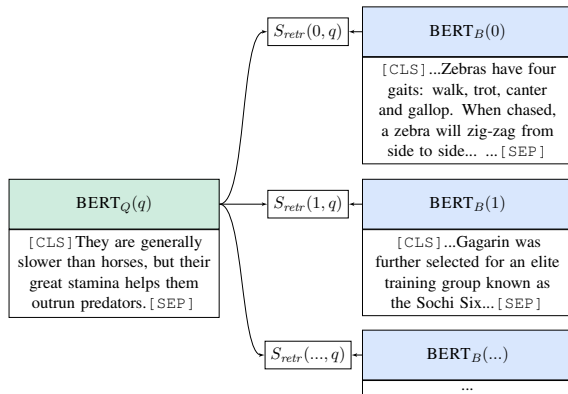 S_retr(0, q)
BERT_B(0)
[CLS]...Zebras have four
gaits: walk, trot, canter
and gallop. When chased,
a zebra will zig-zag from
side to side... ...[SEP]
BERT_Q(q)
[CLS]They are generally
slower than horses, but their
great stamina helps them
outrun predators.[SEP]
S_retr(1, q)
BERT_B(1)
[CLS]...Gagarin was
further selected for an elite
training group known as
the Sochi Six...[SEP]
S_retr(..., q)
BERT_B(...)
...